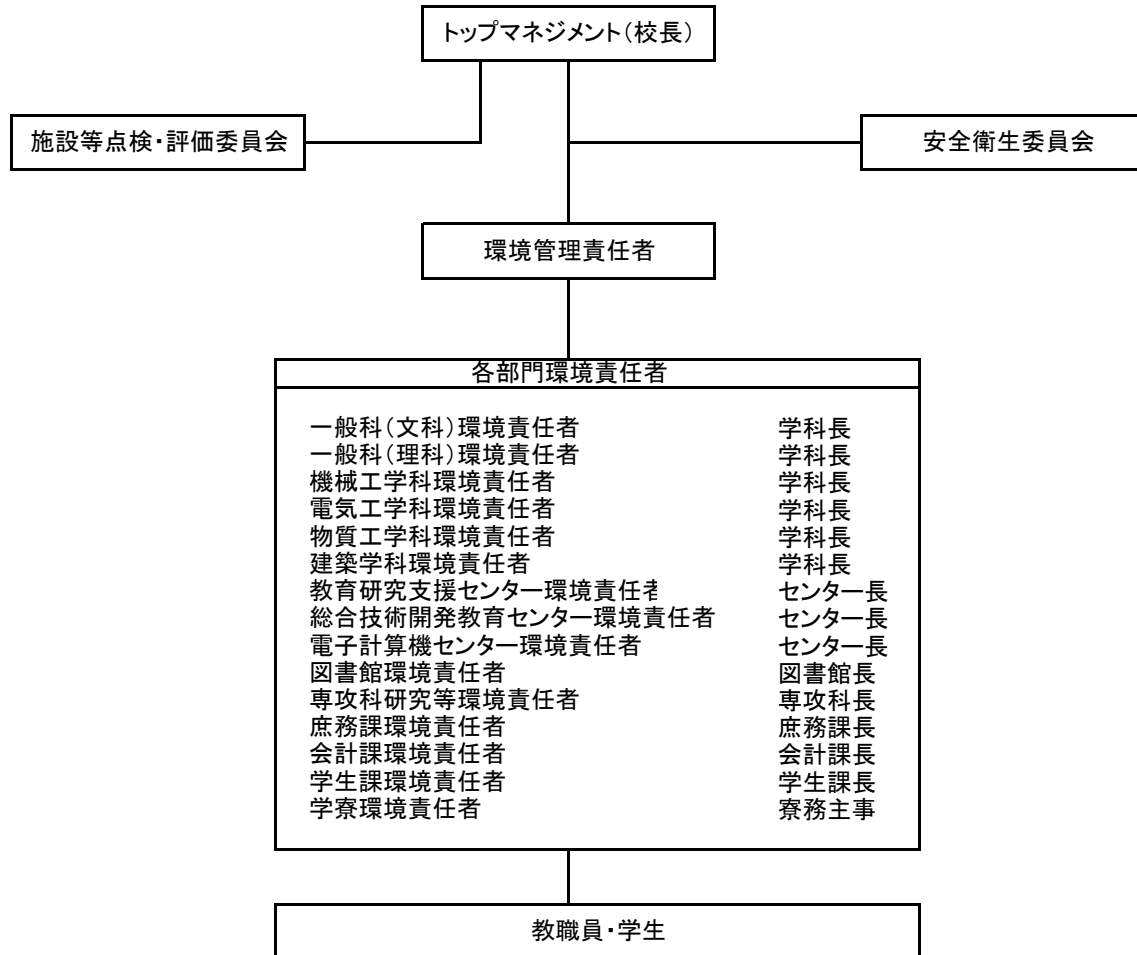 トップマネジメント（校長）
施設等点検・評価委員会
安全衛生委員会
環境管理責任者
各部門環境責任者
一般科（文科）環境責任者 学科長
一般科（理科）環境責任者 学科長
機械工学科環境責任者 学科長
電気工学科環境責任者 学科長
物質工学科環境責任者 学科長
建築学科環境責任者 学科長
教育研究支援センター環境責任者 センター長
総合技術開発教育センター環境責任者 センター長
電子計算機センター環境責任者 センター長
図書館環境責任者 図書館長
専攻科研究等環境責任者 専攻科長
庶務課環境責任者 庶務課長
会計課環境責任者 会計課長
学生課環境責任者 学生課長
学寮環境責任者 寮務主事
教職員・学生